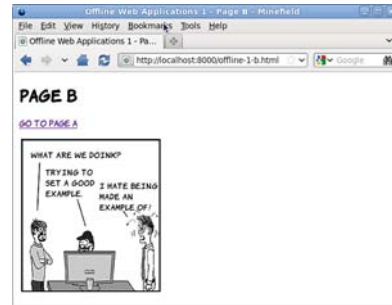 Offline Web Applications 1 - Page B - Minefield
File Edit View History Bookmarks Tools Help
Offline Web Applications 1 - Pa...
http://localhost:8000/offline-1-b.html
Google
PAGE B
GO TO PAGE A
WHAT ARE WE DOINK?
TRYING TO
SET A GOOD
EXAMPLE.
I HATE BEING
MADE AN
EXAMPLE OF!